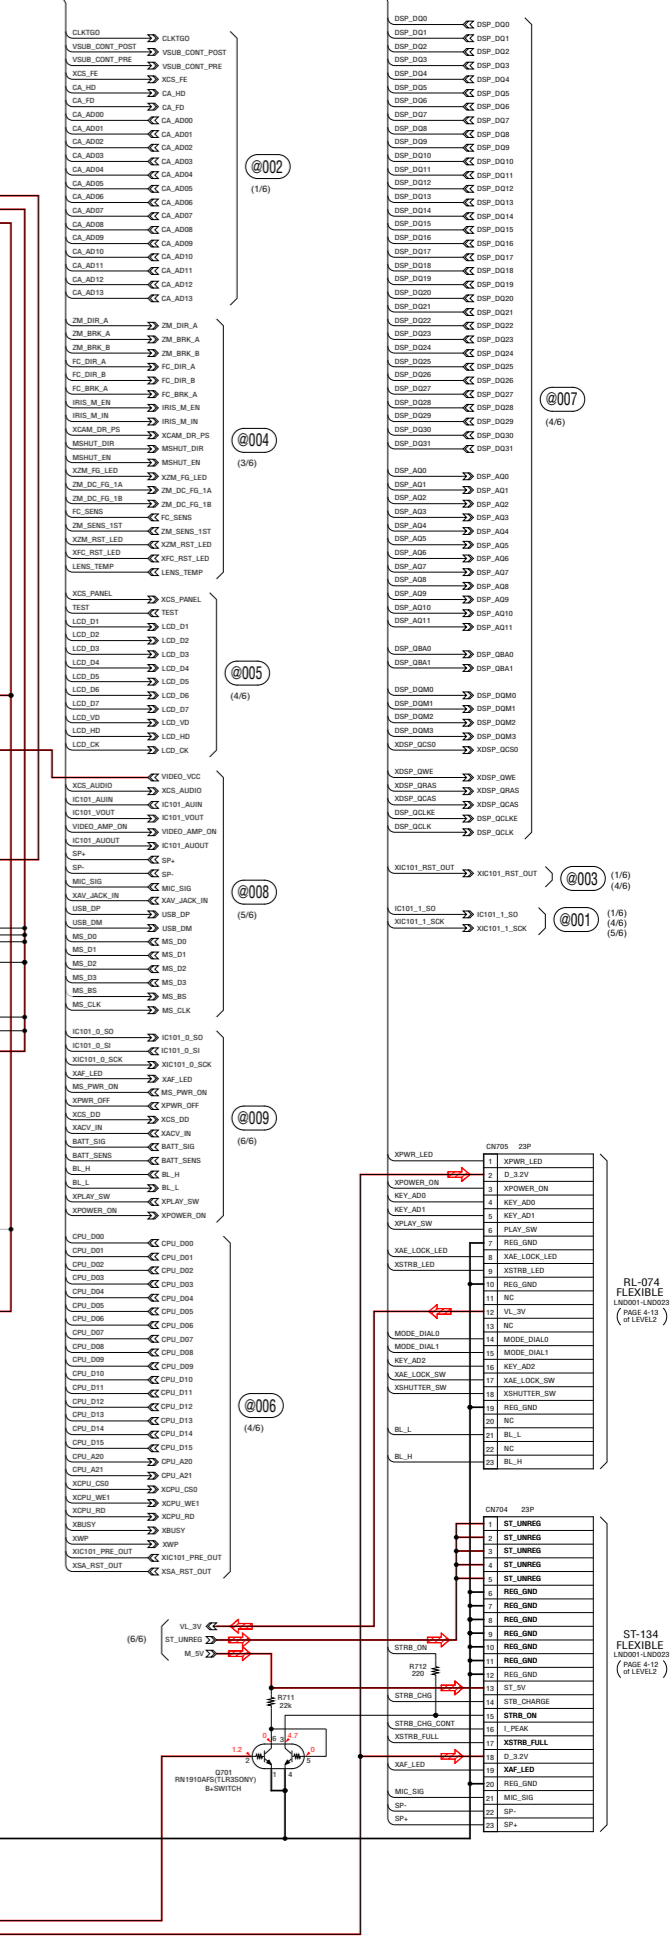 CLKTGO CLKTGO
VSUB_CONT_POST VSUB_CONT_POST
VSUB_CONT_PRE VSUB_CONT_PRE
XCS_FE XCS_FE
CA_HD CA_HD
CA_FD CA_FD
CA_AD00 CA_AD00
CA_AD01 CA_AD01
CA_AD02 CA_AD02
CA_AD03 CA_AD03
CA_AD04 CA_AD04
CA_AD05 CA_AD05
CA_AD06 CA_AD06
CA_AD07 CA_AD07
CA_AD08 CA_AD08
CA_AD09 CA_AD09
CA_AD10 CA_AD10
CA_AD11 CA_AD11
CA_AD12 CA_AD12
CA_AD13 CA_AD13
@002
(1/6)
ZM_DIR_A ZM_DIR_A
ZM_BRK_A ZM_BRK_A
ZM_BRK_B ZM_BRK_B
FC_DIR_A FC_DIR_A
FC_DIR_B FC_DIR_B
FC_BRK_A FC_BRK_A
IRIS_M_EN IRIS_M_EN
IRIS_M_IN IRIS_M_IN
XCAM_DR_PS XCAM_DR_PS
MSHUT_DIR MSHUT_DIR
MSHUT_EN MSHUT_EN
XZM_FG_LED XZM_FG_LED
ZM_DC_FG_1A ZM_DC_FG_1A
ZM_DC_FG_1B ZM_DC_FG_1B
FC_SENS FC_SENS
ZM_SENS_1ST ZM_SENS_1ST
XZM_RST_LED XZM_RST_LED
XFC_RST_LED XFC_RST_LED
LENS_TEMP LENS_TEMP
@004
(3/6)
XCS_PANEL XCS_PANEL
TEST TEST
LCD_D1 LCD_D1
LCD_D2 LCD_D2
LCD_D3 LCD_D3
LCD_D4 LCD_D4
LCD_D5 LCD_D5
LCD_D6 LCD_D6
LCD_D7 LCD_D7
LCD_VD LCD_VD
LCD_HD LCD_HD
LCD_CK LCD_CK
@005
(4/6)
VIDEO_VCC
XCS_AUDIO XCS_AUDIO
IC101_AUIN IC101_AUIN
IC101_VOUT IC101_VOUT
VIDEO_AMP_ON VIDEO_AMP_ON
IC101_AUOUT IC101_AUOUT
SP+ SP+
SP- SP-
MIC_SIG MIC_SIG
XAV_JACK_IN XAV_JACK_IN
USB_DP USB_DP
USB_DM USB_DM
MS_D0 MS_D0
MS_D1 MS_D1
MS_D2 MS_D2
MS_D3 MS_D3
MS_BS MS_BS
MS_CLK MS_CLK
@008
(5/6)
IC101_0_SO IC101_0_SO
IC101_0_SI IC101_0_SI
XIC101_0_SCK XIC101_0_SCK
XAF_LED XAF_LED
MS_PWR_ON MS_PWR_ON
XPWR_OFF XPWR_OFF
XCS_DD XCS_DD
XACV_IN XACV_IN
BATT_SIG BATT_SIG
BATT_SENS BATT_SENS
BL_H BL_H
BL_L BL_L
XPLAY_SW XPLAY_SW
XPOWER_ON XPOWER_ON
@009
(6/6)
CPU_D00 CPU_D00
CPU_D01 CPU_D01
CPU_D02 CPU_D02
CPU_D03 CPU_D03
CPU_D04 CPU_D04
CPU_D05 CPU_D05
CPU_D06 CPU_D06
CPU_D07 CPU_D07
CPU_D08 CPU_D08
CPU_D09 CPU_D09
CPU_D10 CPU_D10
CPU_D11 CPU_D11
CPU_D12 CPU_D12
CPU_D13 CPU_D13
CPU_D14 CPU_D14
CPU_D15 CPU_D15
CPU_A20 CPU_A20
CPU_A21 CPU_A21
XCPU_CS0 XCPU_CS0
XCPU_WE1 XCPU_WE1
XCPU_RD XCPU_RD
XBUSY XBUSY
XWP XWP
XIC101_PRE_OUT XIC101_PRE_OUT
XSA_RST_OUT XSA_RST_OUT
@006
(4/6)
(6/6)
VL_3V
ST_UNREG
M_5V
R711
22k
0 6 3 4.7
1.2 2 0 5
1 4
Q701
RN1910AFS(TLR3SONY)
B+SWITCH
DSP_DQ0 DSP_DQ0
DSP_DQ1 DSP_DQ1
DSP_DQ2 DSP_DQ2
DSP_DQ3 DSP_DQ3
DSP_DQ4 DSP_DQ4
DSP_DQ5 DSP_DQ5
DSP_DQ6 DSP_DQ6
DSP_DQ7 DSP_DQ7
DSP_DQ8 DSP_DQ8
DSP_DQ9 DSP_DQ9
DSP_DQ10 DSP_DQ10
DSP_DQ11 DSP_DQ11
DSP_DQ12 DSP_DQ12
DSP_DQ13 DSP_DQ13
DSP_DQ14 DSP_DQ14
DSP_DQ15 DSP_DQ15
DSP_DQ16 DSP_DQ16
DSP_DQ17 DSP_DQ17
DSP_DQ18 DSP_DQ18
DSP_DQ19 DSP_DQ19
DSP_DQ20 DSP_DQ20
DSP_DQ21 DSP_DQ21
DSP_DQ22 DSP_DQ22
DSP_DQ23 DSP_DQ23
DSP_DQ24 DSP_DQ24
DSP_DQ25 DSP_DQ25
DSP_DQ26 DSP_DQ26
DSP_DQ27 DSP_DQ27
DSP_DQ28 DSP_DQ28
DSP_DQ29 DSP_DQ29
DSP_DQ30 DSP_DQ30
DSP_DQ31 DSP_DQ31
@007
(4/6)
DSP_AQ0 DSP_AQ0
DSP_AQ1 DSP_AQ1
DSP_AQ2 DSP_AQ2
DSP_AQ3 DSP_AQ3
DSP_AQ4 DSP_AQ4
DSP_AQ5 DSP_AQ5
DSP_AQ6 DSP_AQ6
DSP_AQ7 DSP_AQ7
DSP_AQ8 DSP_AQ8
DSP_AQ9 DSP_AQ9
DSP_AQ10 DSP_AQ10
DSP_AQ11 DSP_AQ11
DSP_QBA0 DSP_QBA0
DSP_QBA1 DSP_QBA1
DSP_DQM0 DSP_DQM0
DSP_DQM1 DSP_DQM1
DSP_DQM2 DSP_DQM2
DSP_DQM3 DSP_DQM3
XDSP_QCS0 XDSP_QCS0
XDSP_QWE XDSP_QWE
XDSP_QRAS XDSP_QRAS
XDSP_QCAS XDSP_QCAS
DSP_QCLKE DSP_QCLKE
DSP_QCLK DSP_QCLK
XIC101_RST_OUT XIC101_RST_OUT
@003
(1/6)
(4/6)
IC101_1_SO IC101_1_SO
XIC101_1_SCK XIC101_1_SCK
@001
(1/6)
(4/6)
(5/6)
CN705 23P
XPWR_LED 1 XPWR_LED
2 D_3.2V
XPOWER_ON 3 XPOWER_ON
KEY_AD0 4 KEY_AD0
KEY_AD1 5 KEY_AD1
XPLAY_SW 6 PLAY_SW
7 REG_GND
XAE_LOCK_LED 8 XAE_LOCK_LED
XSTRB_LED 9 XSTRB_LED
10 REG_GND
11 NC
12 VL_3V
13 NC
MODE_DIAL0 14 MODE_DIAL0
MODE_DIAL1 15 MODE_DIAL1
KEY_AD2 16 KEY_AD2
XAE_LOCK_SW 17 XAE_LOCK_SW
XSHUTTER_SW 18 XSHUTTER_SW
19 REG_GND
20 NC
BL_L 21 BL_L
22 NC
BL_H 23 BL_H
RL-074
FLEXIBLE
LND001-LND023
(PAGE 4-13
of LEVEL2)
CN704 23P
1 ST_UNREG
2 ST_UNREG
3 ST_UNREG
4 ST_UNREG
5 ST_UNREG
6 REG_GND
7 REG_GND
8 REG_GND
9 REG_GND
10 REG_GND
11 REG_GND
12 REG_GND
13 ST_5V
STRB_CHG 14 STB_CHARGE
STRB_ON 15 STRB_ON
STRB_CHG_CONT 16 I_PEAK
XSTRB_FULL 17 XSTRB_FULL
18 D_3.2V
XAF_LED 19 XAF_LED
20 REG_GND
MIC_SIG 21 MIC_SIG
SP- 22 SP-
SP+ 23 SP+
R712
220
ST-134
FLEXIBLE
LND001-LND023
(PAGE 4-12
of LEVEL2)